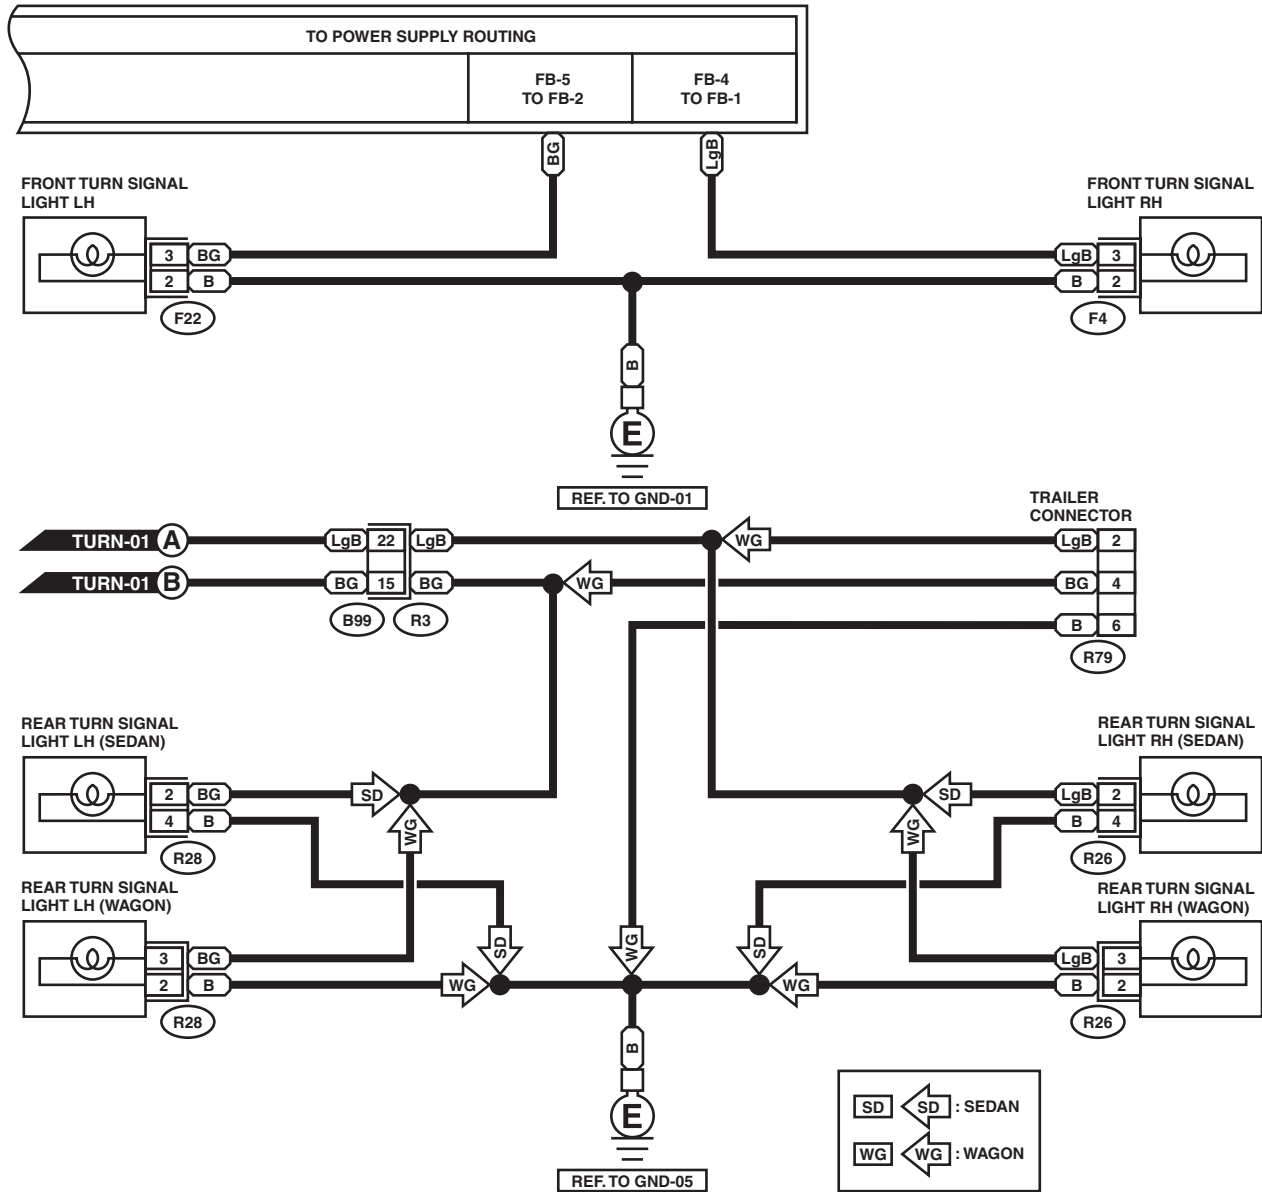 TO POWER SUPPLY ROUTING
FB-5
TO FB-2
FB-4
TO FB-1
BG
LgB
FRONT TURN SIGNAL
LIGHT LH
3 BG
2 B
F22
FRONT TURN SIGNAL
LIGHT RH
LgB 3
B 2
F4
B
E
REF. TO GND-01
TURN-01 A LgB 22 LgB WG
TURN-01 B BG 15 BG WG
B99 R3
TRAILER
CONNECTOR
LgB 2
BG 4
B 6
R79
REAR TURN SIGNAL
LIGHT LH (SEDAN)
2 BG SD
4 B
WG
R28
REAR TURN SIGNAL
LIGHT RH (SEDAN)
SD LgB 2
B 4
WG
R26
REAR TURN SIGNAL
LIGHT LH (WAGON)
3 BG
2 B WG
R28
SD
WG
SD
REAR TURN SIGNAL
LIGHT RH (WAGON)
LgB 3
WG B 2
R26
B
E
REF. TO GND-05
SD SD : SEDAN
WG WG : WAGON